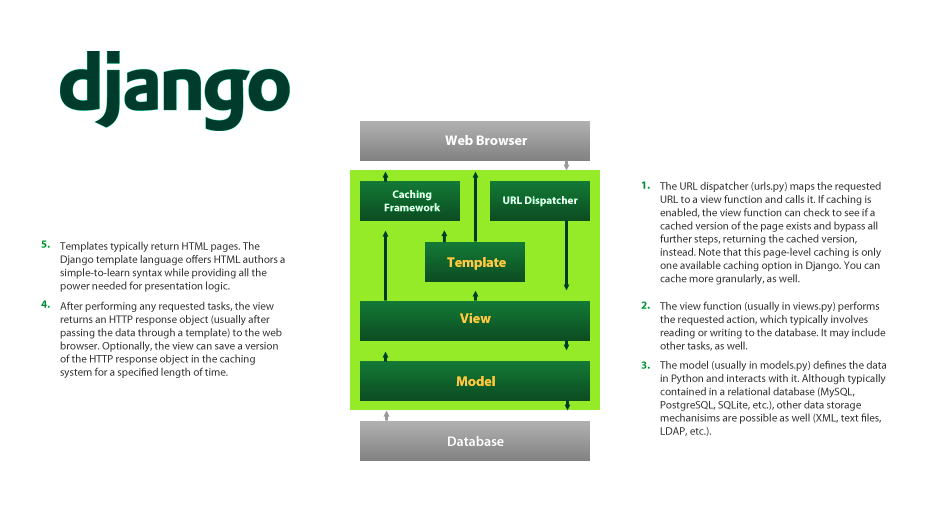 django
Web Browser
Caching
Framework
URL Dispatcher
Template
View
Model
Database
1. The URL dispatcher (urls.py) maps the requested
URL to a view function and calls it. If caching is
enabled, the view function can check to see if a
cached version of the page exists and bypass all
further steps, returning the cached version,
instead. Note that this page-level caching is only
one available caching option in Django. You can
cache more granularly, as well.
2. The view function (usually in views.py) performs
the requested action, which typically involves
reading or writing to the database. It may include
other tasks, as well.
3. The model (usually in models.py) defines the data
in Python and interacts with it. Although typically
contained in a relational database (MySQL,
PostgreSQL, SQLite, etc.), other data storage
mechanisims are possible as well (XML, text files,
LDAP, etc.).
5. Templates typically return HTML pages. The
Django template language offers HTML authors a
simple-to-learn syntax while providing all the
power needed for presentation logic.
4. After performing any requested tasks, the view
returns an HTTP response object (usually after
passing the data through a template) to the web
browser. Optionally, the view can save a version
of the HTTP response object in the caching
system for a specified length of time.